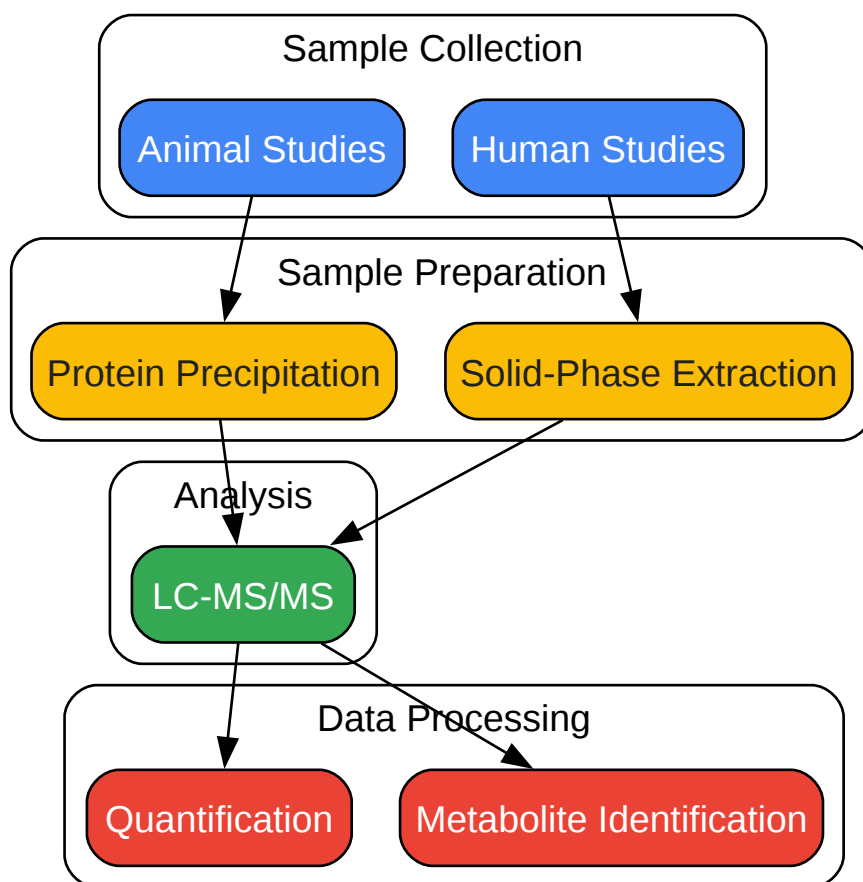 Sample Collection
Animal Studies
Human Studies
Sample Preparation
Protein Precipitation
Solid-Phase Extraction
Analysis
LC-MS/MS
Data Processing
Quantification
Metabolite Identification